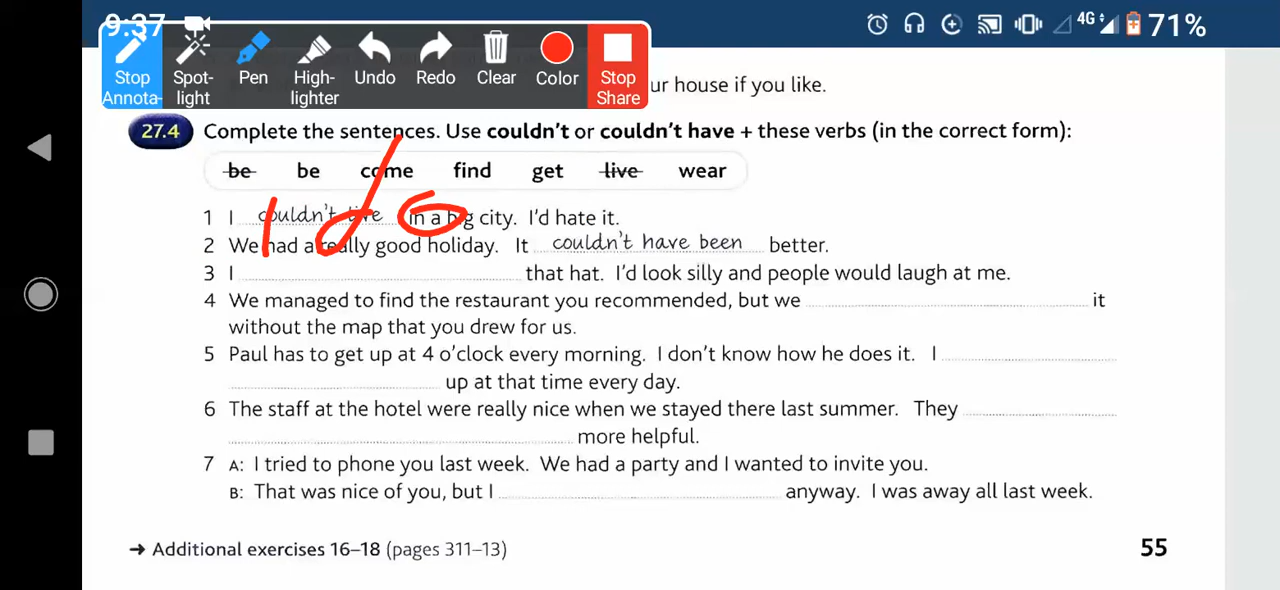 9:37 4G 71%
Stop Annota- Spot-light Pen High-lighter Undo Redo Clear Color Stop Share
ur house if you like.
27.4 Complete the sentences. Use couldn't or couldn't have + these verbs (in the correct form):
be be come find get live wear
1 I couldn't live in a big city. I'd hate it.
2 We had a really good holiday. It couldn't have been better.
3 I that hat. I'd look silly and people would laugh at me.
4 We managed to find the restaurant you recommended, but we it
without the map that you drew for us.
5 Paul has to get up at 4 o'clock every morning. I don't know how he does it. I
up at that time every day.
6 The staff at the hotel were really nice when we stayed there last summer. They
more helpful.
7 A: I tried to phone you last week. We had a party and I wanted to invite you.
B: That was nice of you, but I anyway. I was away all last week.
➜ Additional exercises 16–18 (pages 311–13) 55